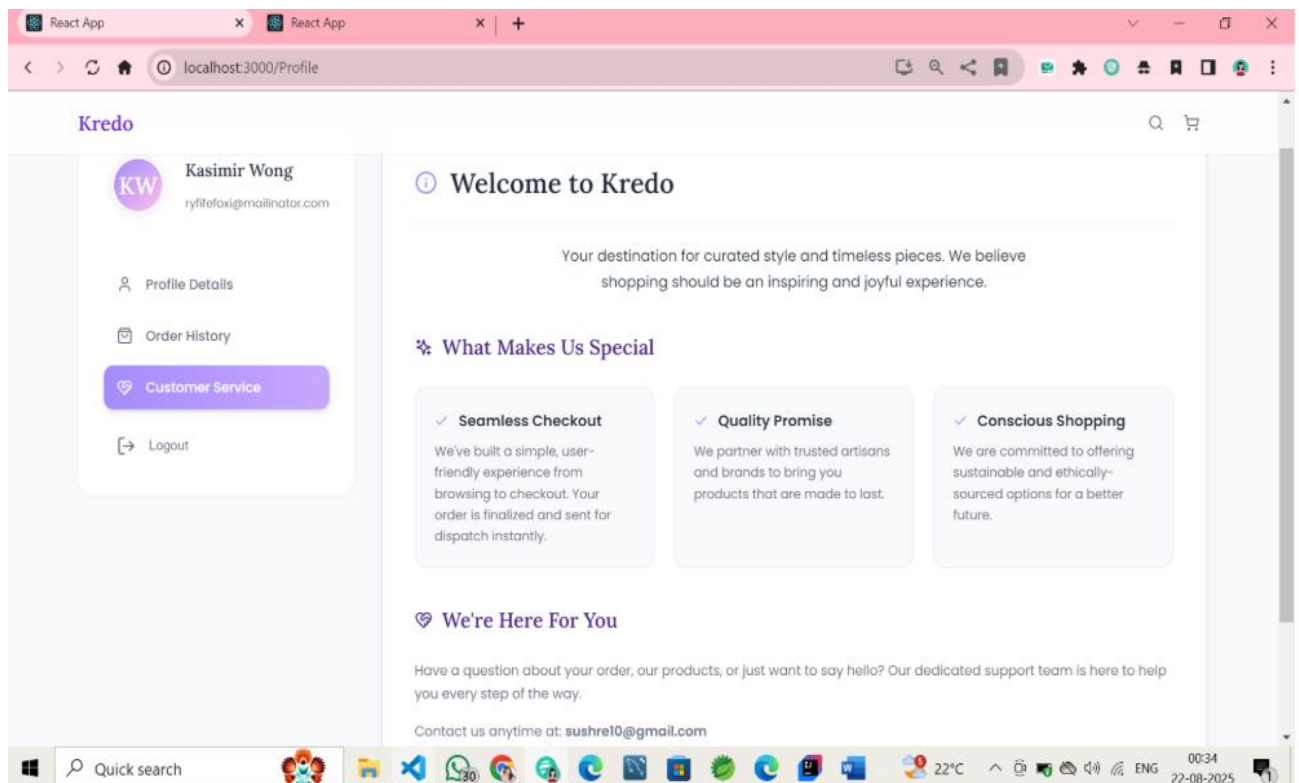 React App
React App
localhost:3000/Profile
Kredo
KW
Kasimir Wong
ryfifefoxi@mailinator.com
Profile Details
Order History
Customer Service
Logout
Welcome to Kredo
Your destination for curated style and timeless pieces. We believe
shopping should be an inspiring and joyful experience.
What Makes Us Special
Seamless Checkout
We've built a simple, user-
friendly experience from
browsing to checkout. Your
order is finalized and sent for
dispatch instantly.
Quality Promise
We partner with trusted artisans
and brands to bring you
products that are made to last.
Conscious Shopping
We are committed to offering
sustainable and ethically-
sourced options for a better
future.
We're Here For You
Have a question about your order, our products, or just want to say hello? Our dedicated support team is here to help
you every step of the way.
Contact us anytime at: sushre10@gmail.com
Quick search
30
22°C
ENG
00:34
22-08-2025